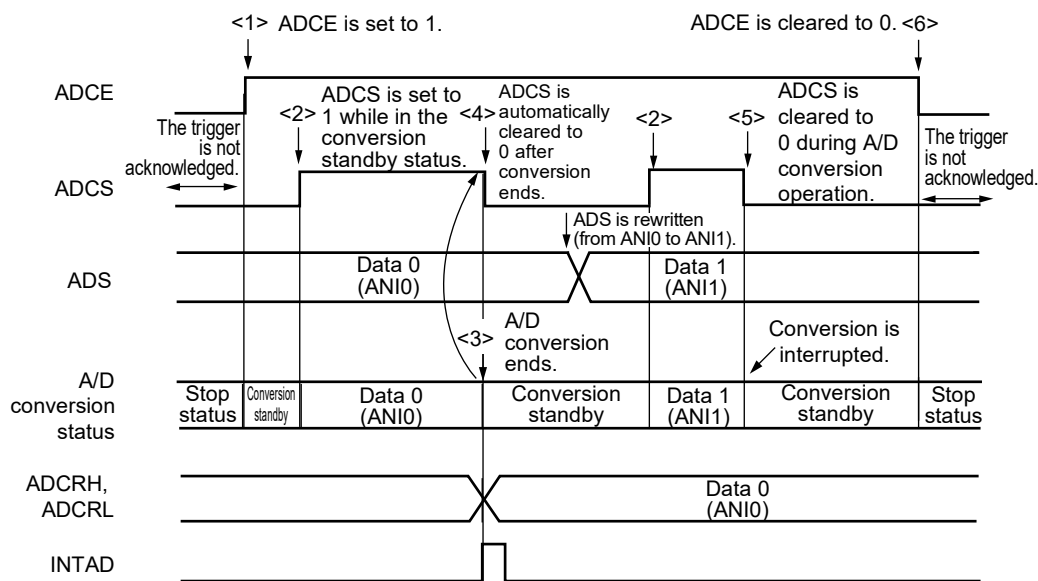 <1> ADCE is set to 1.
ADCE is cleared to 0. <6>
ADCE
The trigger
is not
acknowledged.
<2>
ADCS is set to
1 while in the
conversion
standby status.
<4>
ADCS is
automatically
cleared to
0 after
conversion
ends.
<2>
<5>
ADCS is
cleared to
0 during A/D
conversion
operation.
The trigger
is not
acknowledged.
ADCS
ADS is rewritten
(from ANI0 to ANI1).
ADS
Data 0
(ANI0)
Data 1
(ANI1)
<3>
A/D
conversion
ends.
Conversion is
interrupted.
A/D
conversion
status
Stop
status
Conversion
standby
Data 0
(ANI0)
Conversion
standby
Data 1
(ANI1)
Conversion
standby
Stop
status
ADCRH,
ADCRL
Data 0
(ANI0)
INTAD